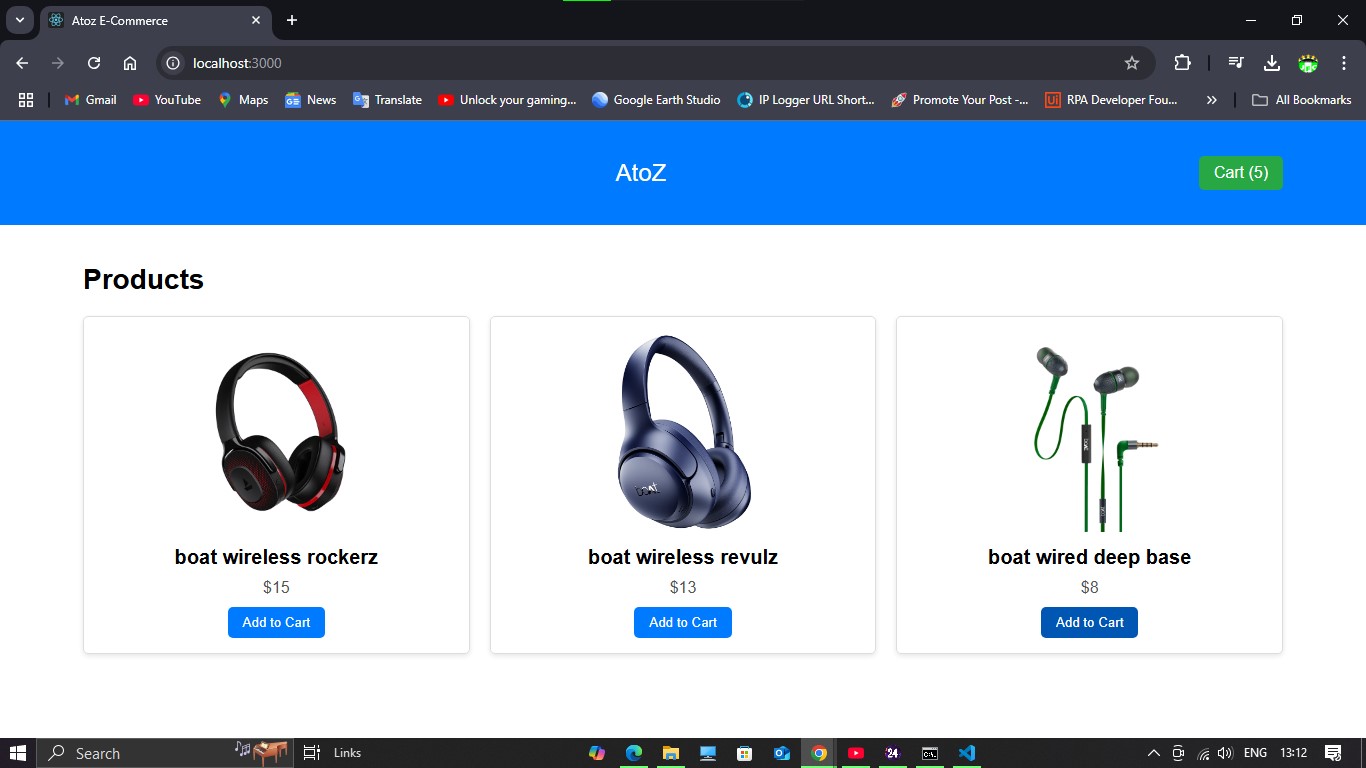 Atoz E-Commerce
localhost:3000
Gmail YouTube Maps News Translate Unlock your gaming... Google Earth Studio IP Logger URL Short... Promote Your Post -... RPA Developer Fou... » All Bookmarks
AtoZ
Cart (5)
Products
boat
boat wireless rockerz
boat wireless revulz
boat wired deep base
$15
$13
$8
Add to Cart
Add to Cart
Add to Cart
Search
Links
24
C:\.
ENG
13:12